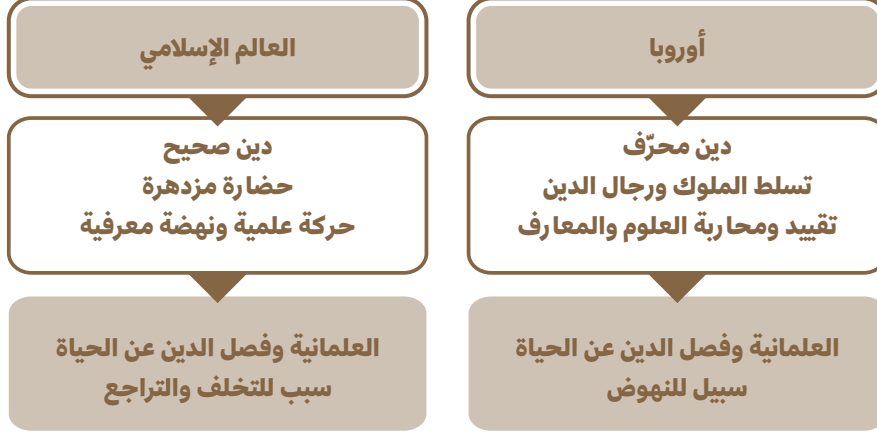 أوروبا
دين محرّف
تسلط الملوك ورجال الدين
تقييد ومحاربة العلوم والمعارف
العلمانية وفصل الدين عن الحياة
سبيل للنهوض
العالم الإسلامي
دين صحيح
حضارة مزدهرة
حركة علمية ونهضة معرفية
العلمانية وفصل الدين عن الحياة
سبب للتخلف والتراجع